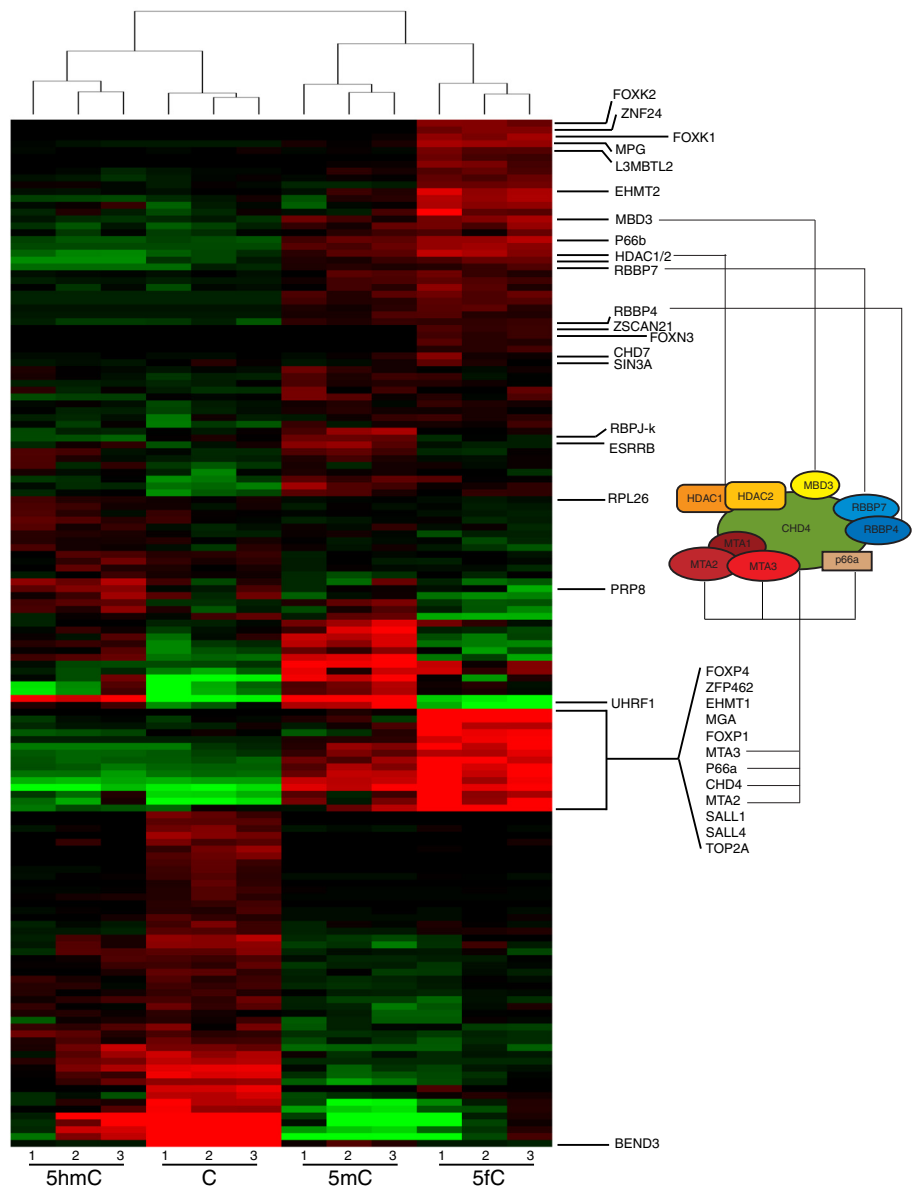 FOXK2
ZNF24
FOXK1
MPG
L3MBTL2
EHMT2
MBD3
P66b
HDAC1/2
RBBP7
RBBP4
ZSCAN21
FOXN3
CHD7
SIN3A
RBPJ-k
ESRRB
RPL26
PRP8
UHRF1
BEND3
HDAC1
HDAC2
MBD3
RBBP7
RBBP4
CHD4
MTA1
MTA2
MTA3
p66a
FOXP4
ZFP462
EHMT1
MGA
FOXP1
MTA3
P66a
CHD4
MTA2
SALL1
SALL4
TOP2A
1 2 3 1 2 3 1 2 3 1 2 3
5hmC C 5mC 5fC